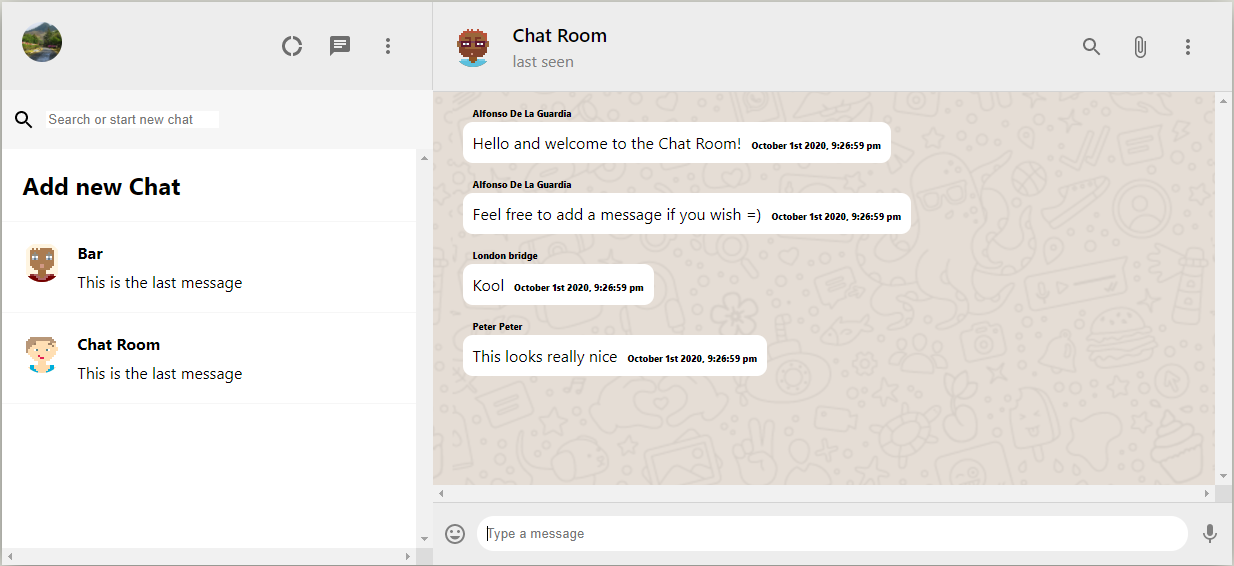 Search or start new chat
Add new Chat
Bar
This is the last message
Chat Room
This is the last message
Chat Room
last seen
Alfonso De La Guardia
Hello and welcome to the Chat Room! October 1st 2020, 9:26:59 pm
Alfonso De La Guardia
Feel free to add a message if you wish =) October 1st 2020, 9:26:59 pm
London bridge
Kool October 1st 2020, 9:26:59 pm
Peter Peter
This looks really nice October 1st 2020, 9:26:59 pm
Type a message